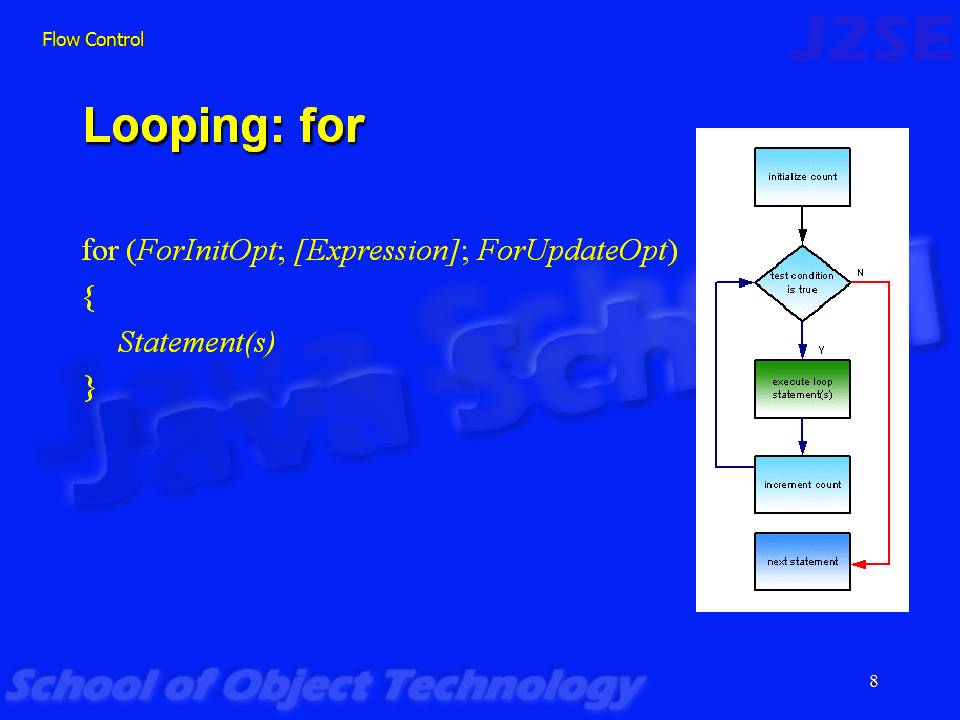 J2SE
Flow Control
Looping: for
for (ForInitOpt; [Expression]; ForUpdateOpt)
{
Statement(s)
}
initialize count
test condition
is true
N
Y
execute loop
statement(s)
increment count
next statement
Java School
School of Object Technology
8